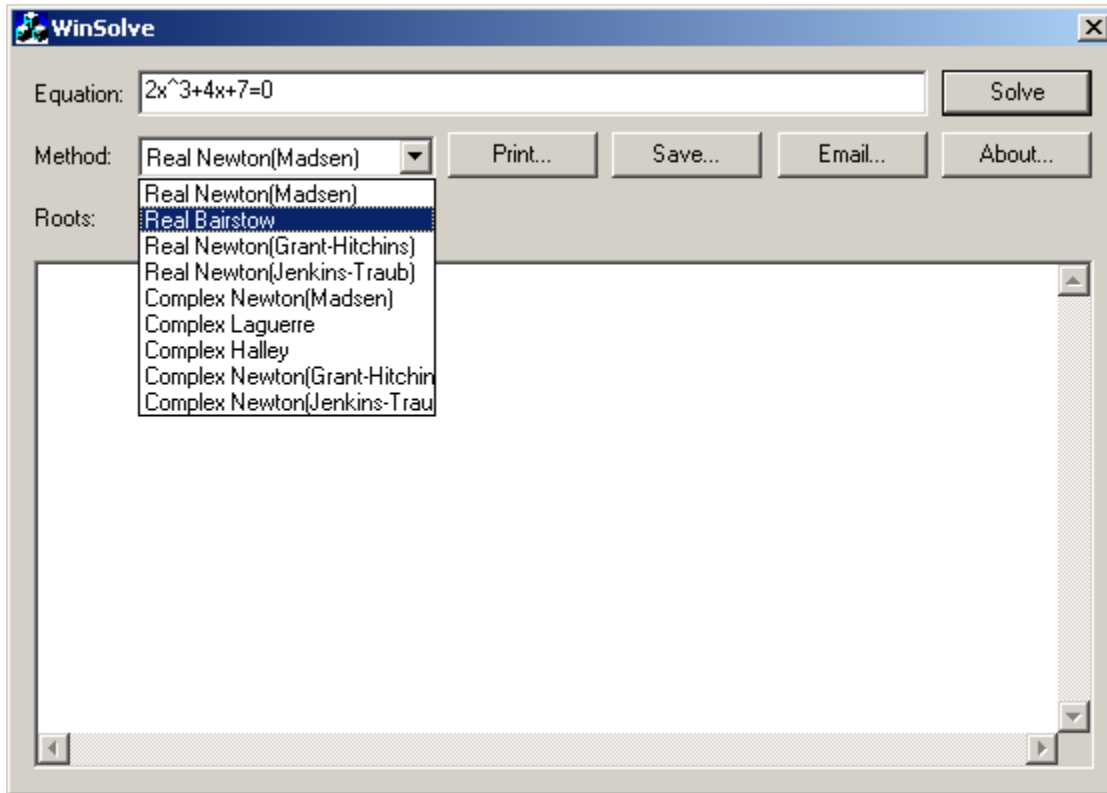 WinSolve
Equation: 2x^3+4x+7=0 Solve
Method: Real Newton(Madsen) Print... Save... Email... About...
Real Newton(Madsen)
Roots: Real Bairstow
Real Newton(Grant-Hitchins)
Real Newton(Jenkins-Traub)
Complex Newton(Madsen)
Complex Laguerre
Complex Halley
Complex Newton(Grant-Hitchin
Complex Newton(Jenkins-Trau